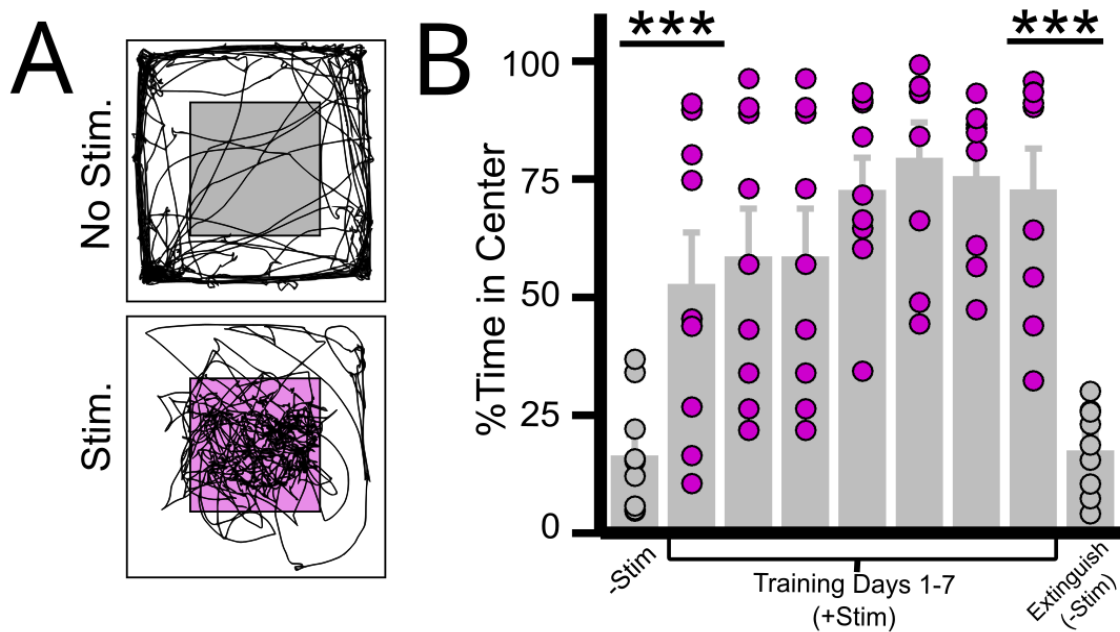 A
No Stim.
Stim.
B
***
***
%Time in Center
100
75
50
25
0
-Stim
Training Days 1-7
(+Stim)
Extinguish
(-Stim)